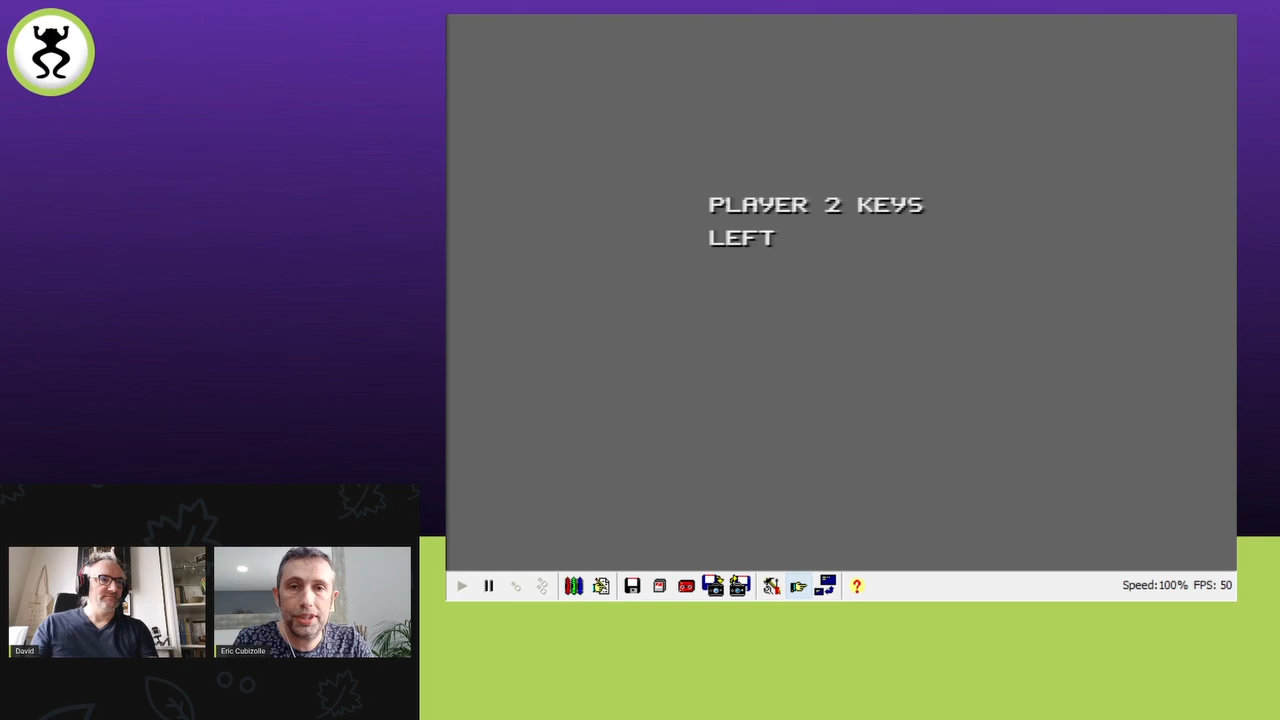 PLAYER 2 KEYS
LEFT
Speed:100% FPS: 50
David
Eric Cubizolle